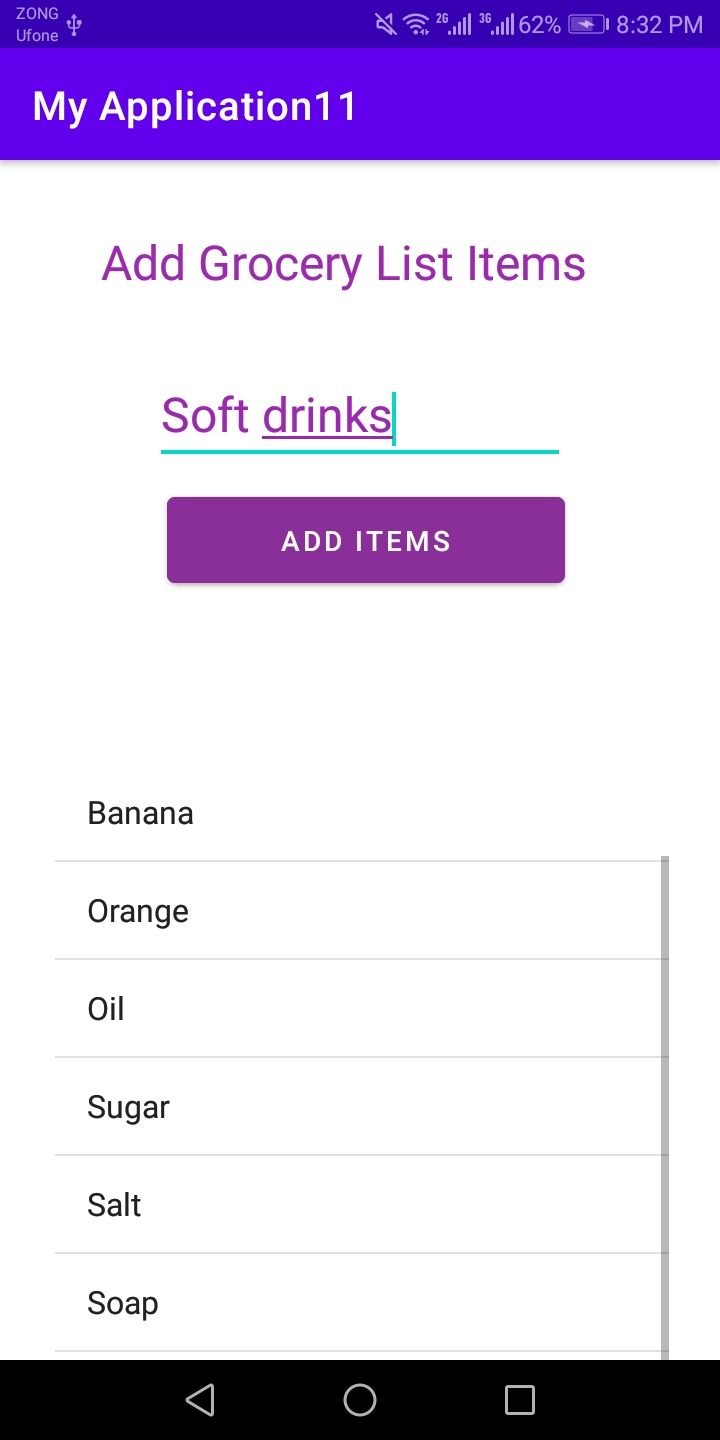 ZONG
Ufone
2G 3G 62% 8:32 PM
My Application11
Add Grocery List Items
Soft drinks
ADD ITEMS
Banana
Orange
Oil
Sugar
Salt
Soap